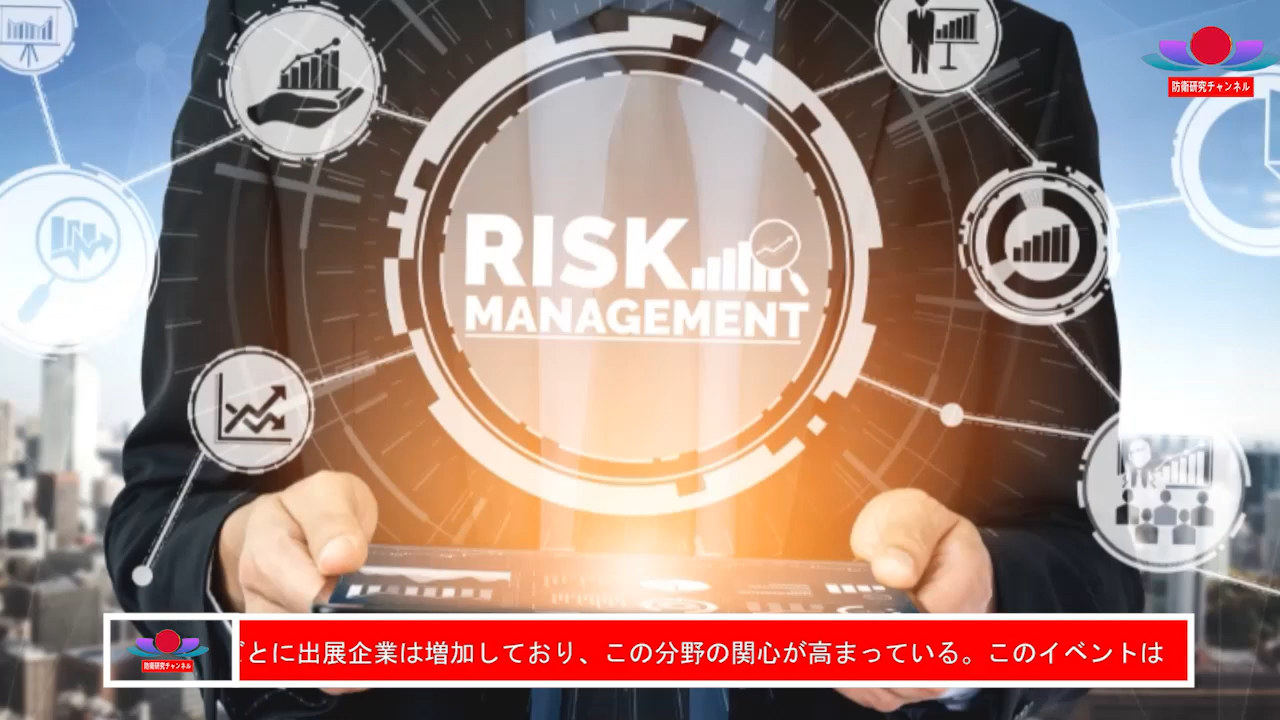 防衛研究チャンネル
RISK
MANAGEMENT
防衛研究チャンネル
とに出展企業は増加しており、この分野の関心が高まっている。このイベントは